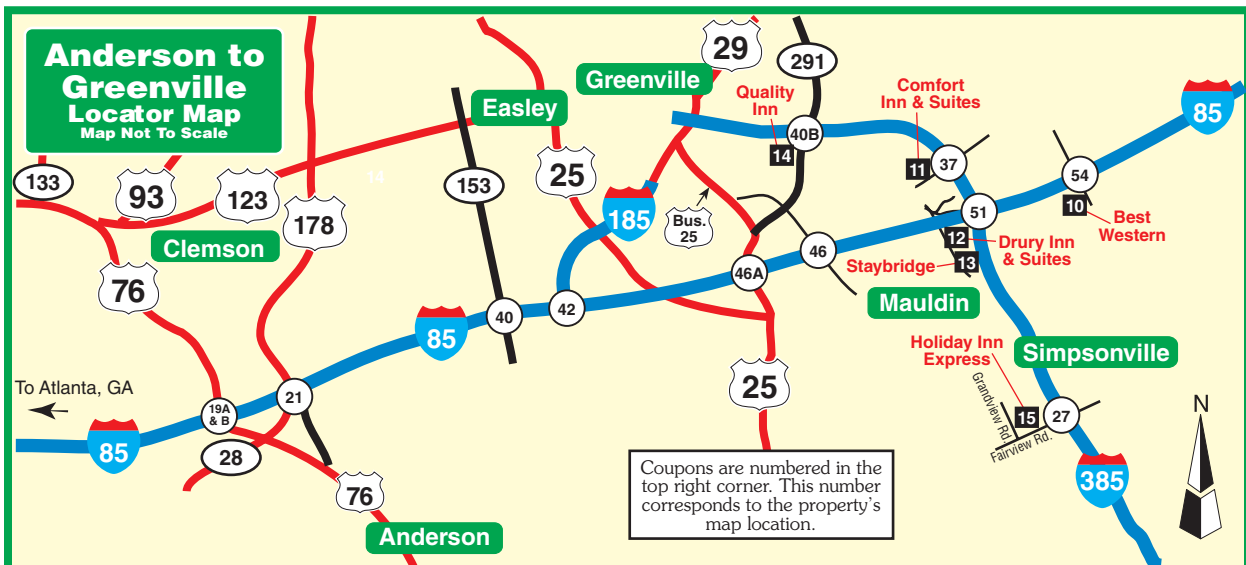 Anderson to
Greenville
Locator Map
Map Not To Scale
29
291
Greenville
Quality
Inn
Comfort
Inn & Suites
85
Easley
40B
14
11
37
133
93
123
14
153
25
54
178
185
Bus.
25
51
10
Best
Western
Clemson
12
Drury Inn
& Suites
46
46A
Staybridge
13
76
Mauldin
40
42
85
Holiday Inn
Express
Simpsonville
To Atlanta, GA
25
21
19A
& B
Grandview Rd.
15
27
N
Fairview Rd.
85
28
385
76
Coupons are numbered in the
top right corner. This number
corresponds to the property's
map location.
Anderson